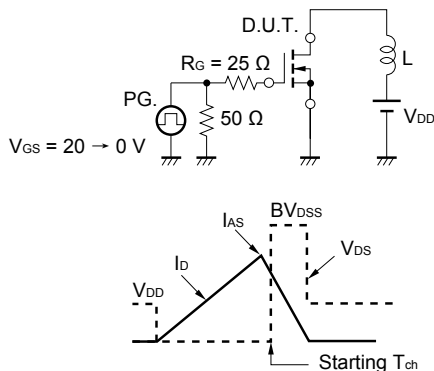 D.U.T.
RG = 25 Ω
L
PG.
50 Ω
VDD
VGS = 20 → 0 V
BVDSS
IAS
ID
VDS
VDD
Starting Tch